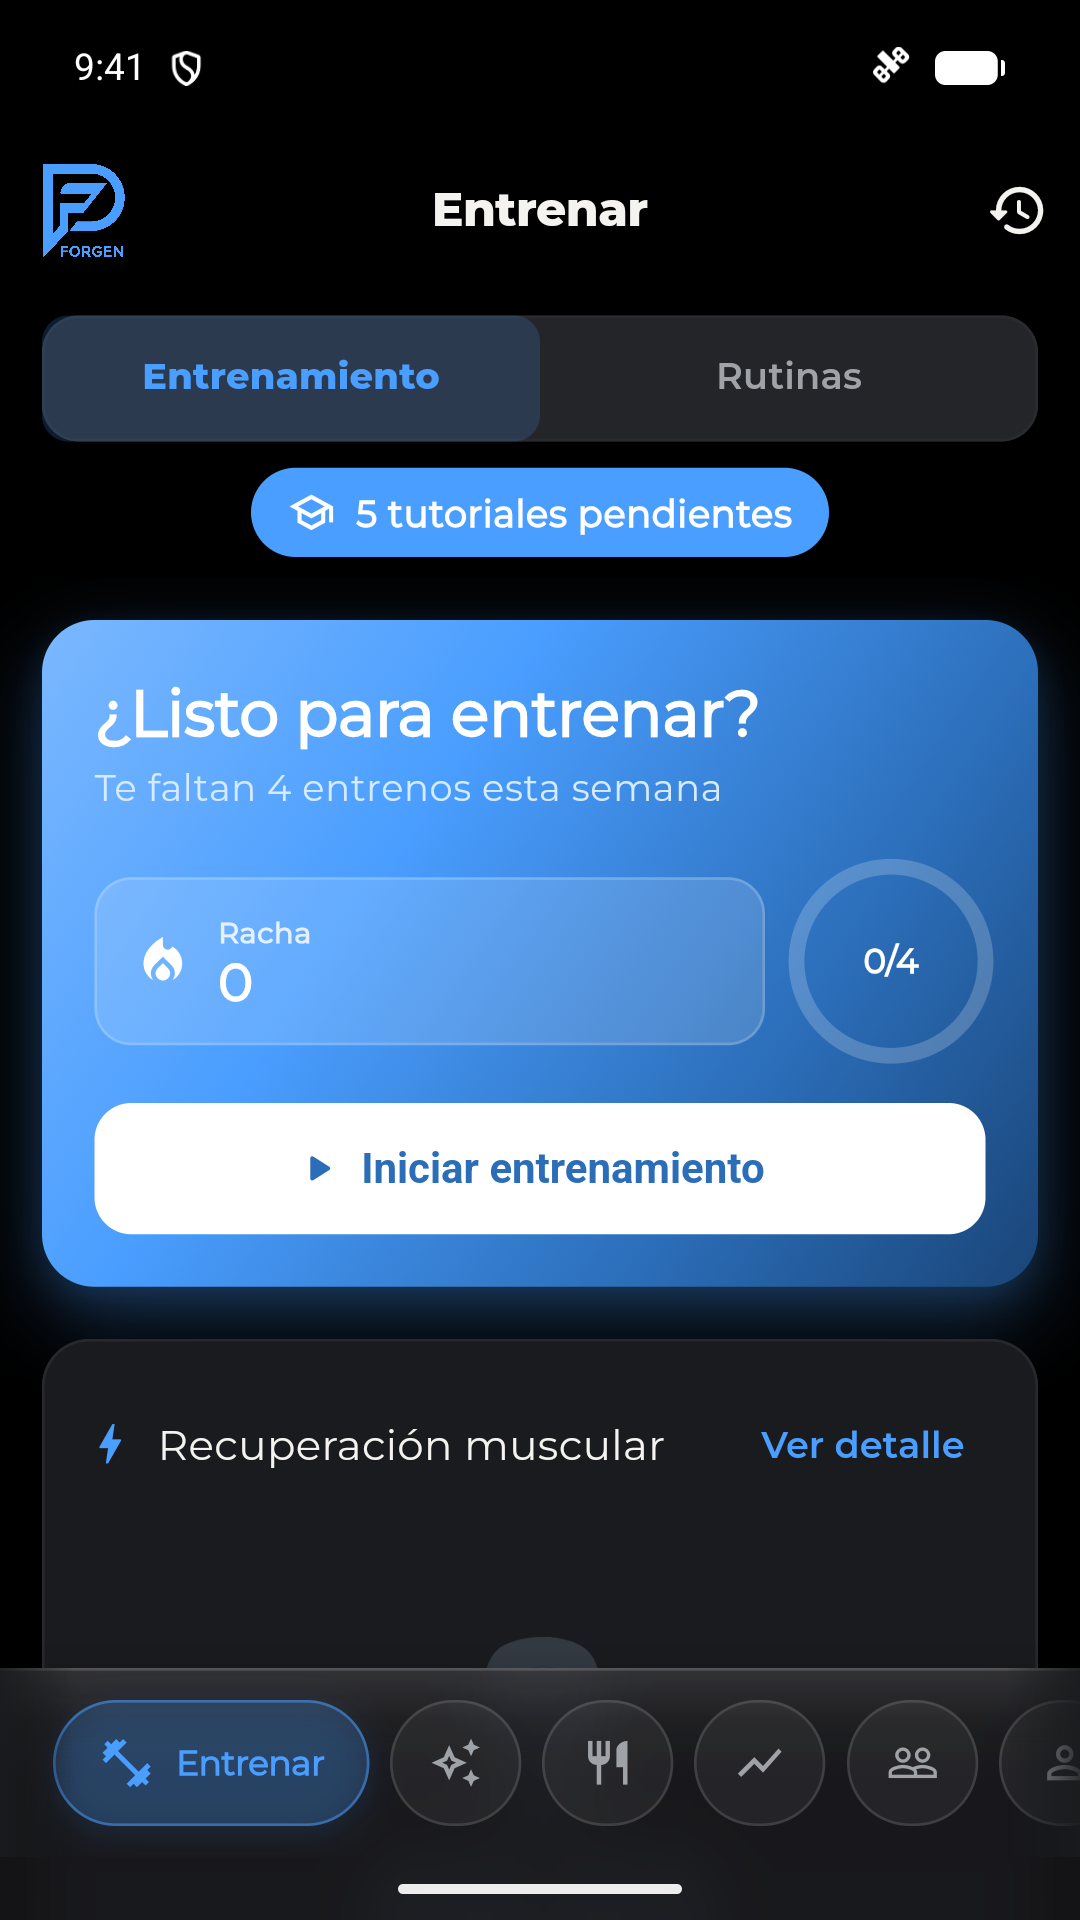 9:41
FORGEN
Entrenar
Entrenamiento
Rutinas
5 tutoriales pendientes
¿Listo para entrenar?
Te faltan 4 entrenos esta semana
Racha
0
0/4
Iniciar entrenamiento
Recuperación muscular
Ver detalle
Entrenar